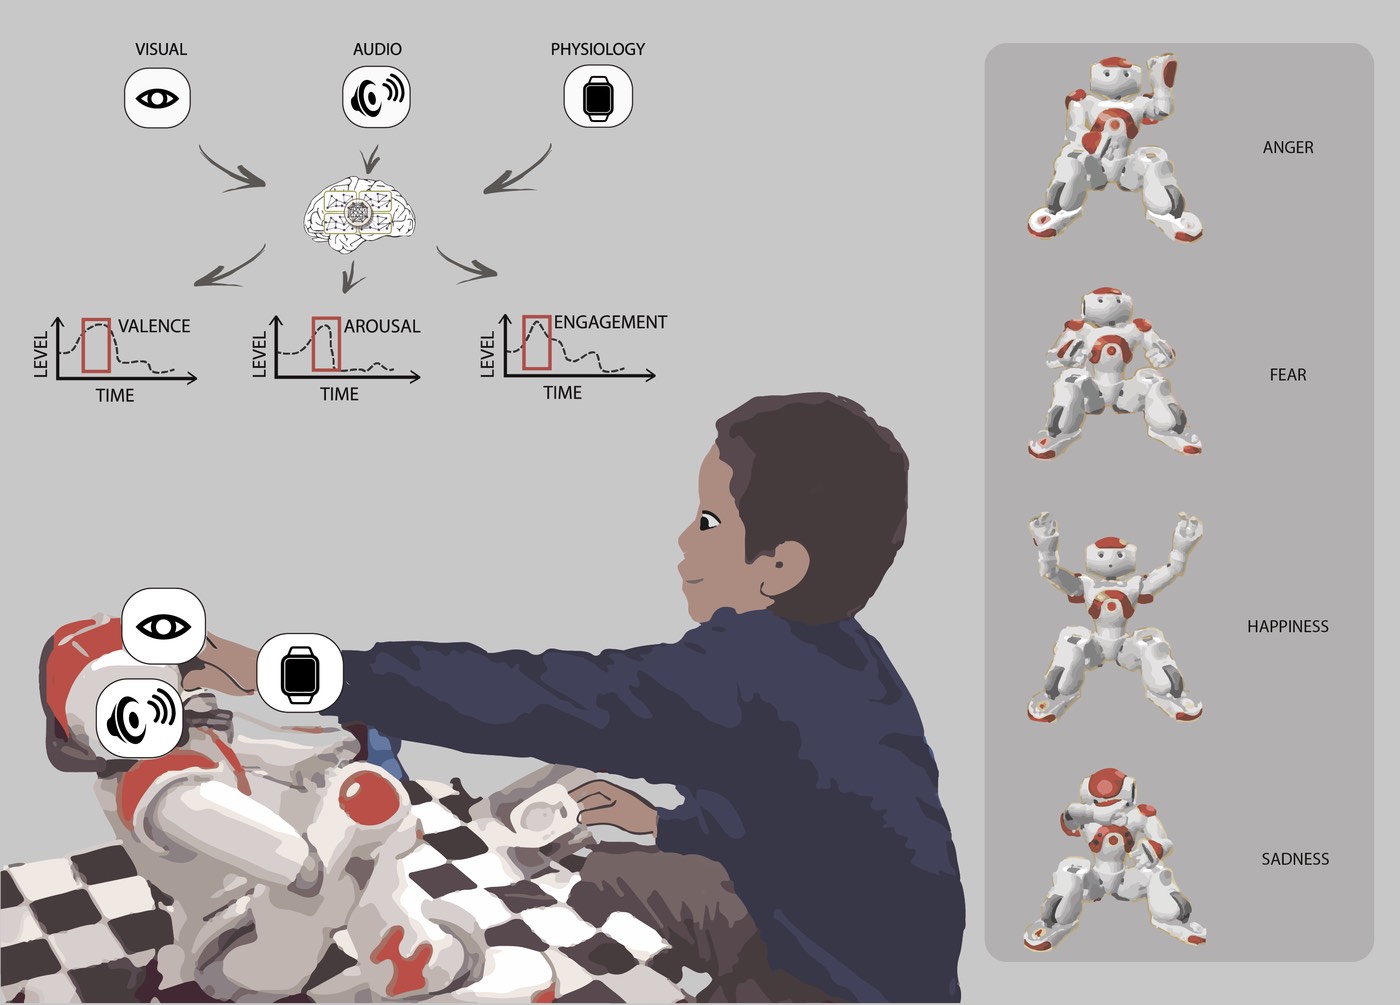 VISUAL
AUDIO
PHYSIOLOGY
LEVEL
VALENCE
TIME
LEVEL
AROUSAL
TIME
LEVEL
ENGAGEMENT
TIME
ANGER
FEAR
HAPPINESS
SADNESS